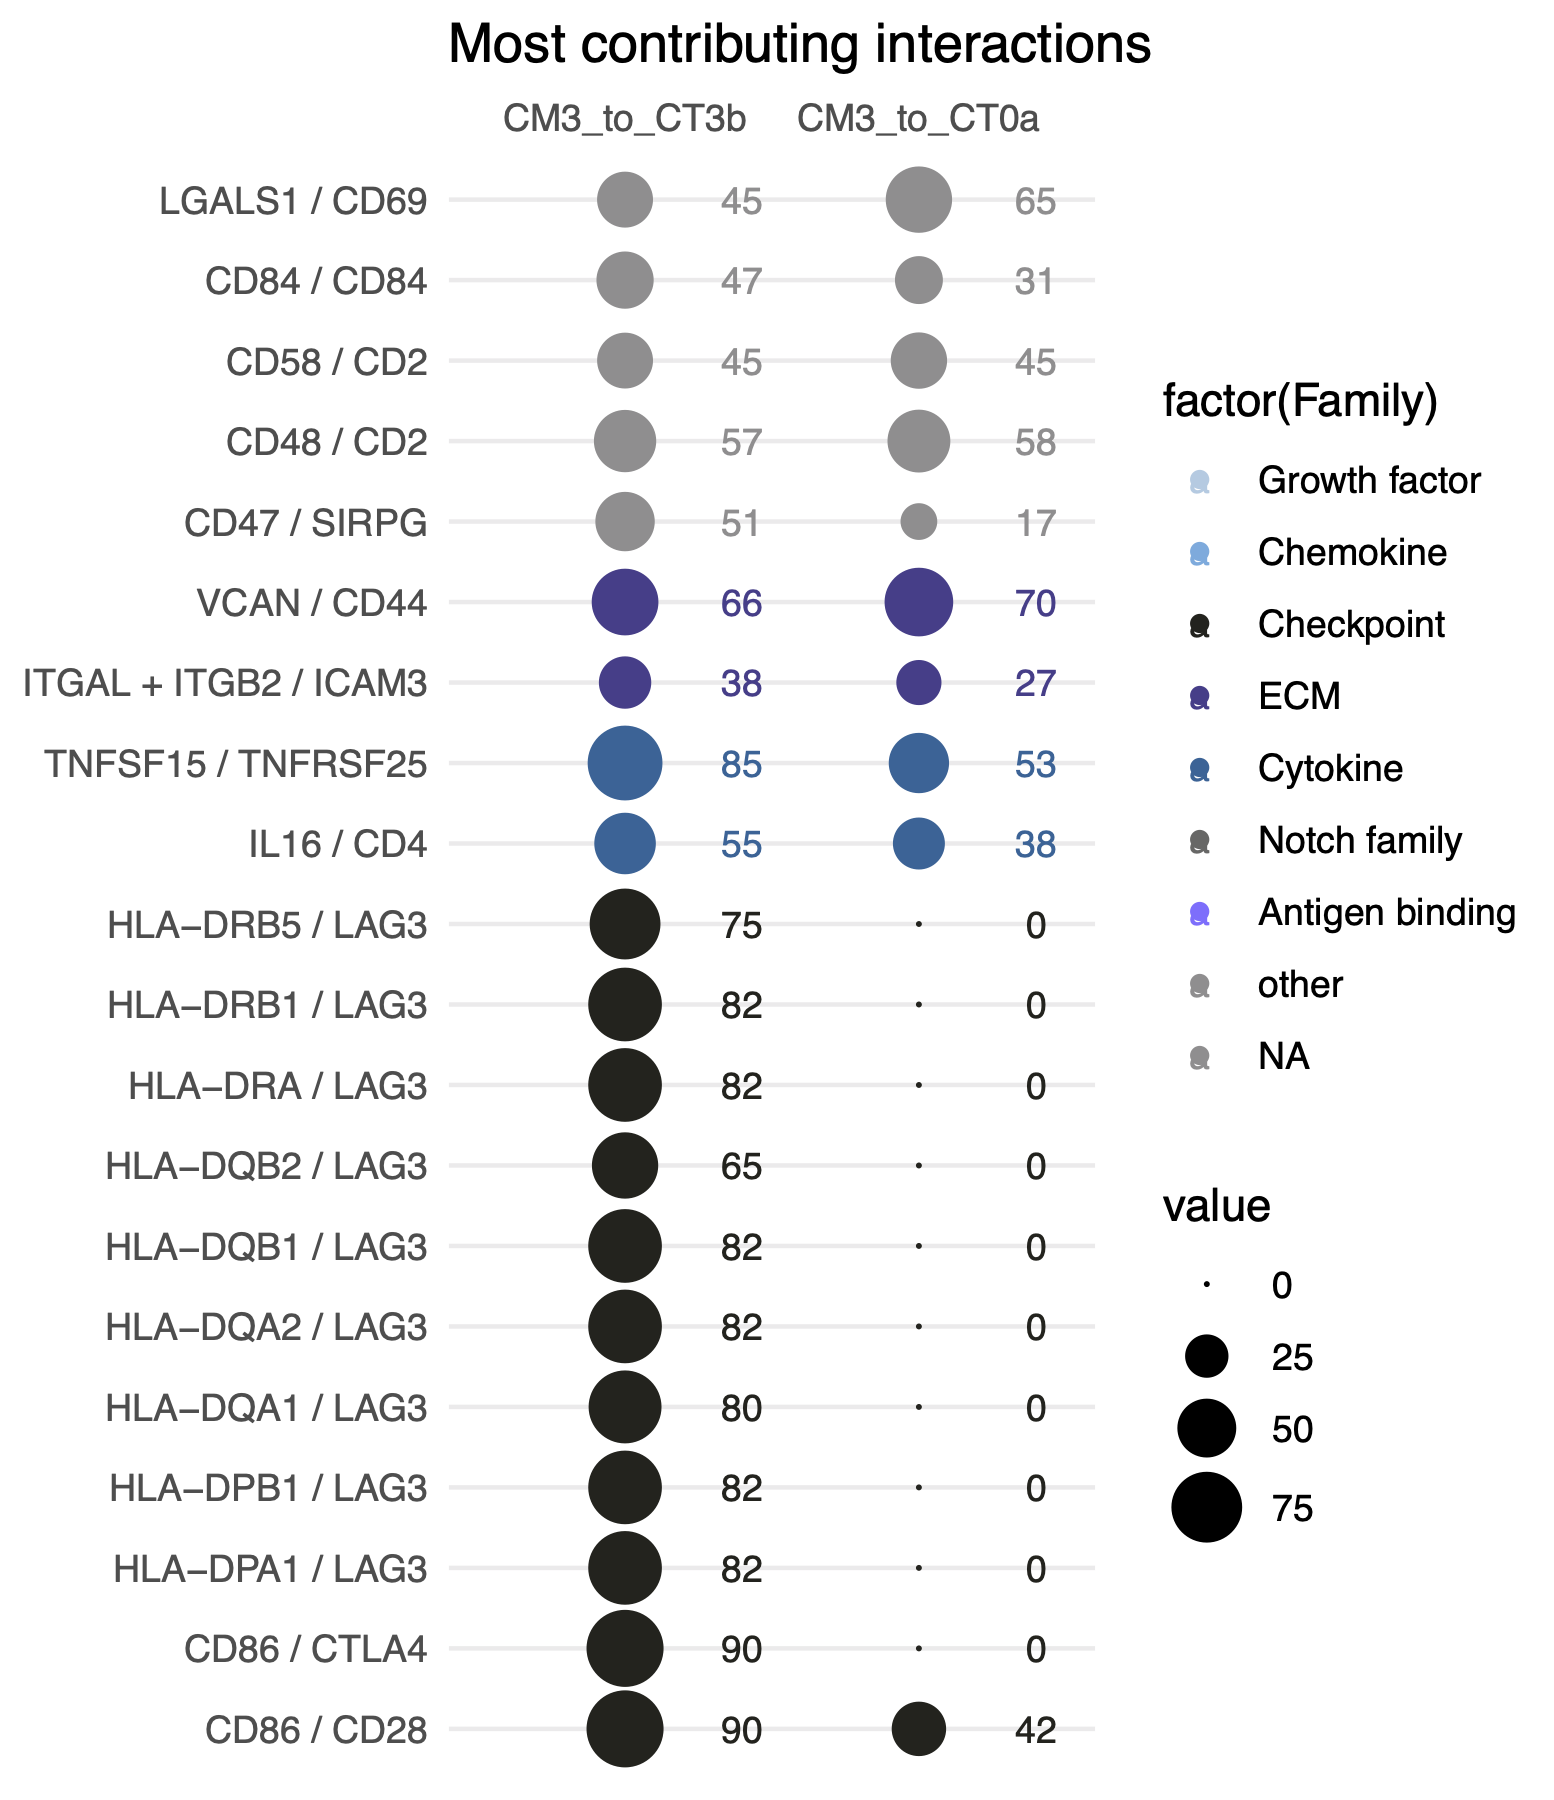 Most contributing interactions
CM3_to_CT3b CM3_to_CT0a
LGALS1 / CD69 45 65
CD84 / CD84 47 31
CD58 / CD2 45 45
CD48 / CD2 57 58
CD47 / SIRPG 51 17
VCAN / CD44 66 70
ITGAL + ITGB2 / ICAM3 38 27
TNFSF15 / TNFRSF25 85 53
IL16 / CD4 55 38
HLA−DRB5 / LAG3 75 0
HLA−DRB1 / LAG3 82 0
HLA−DRA / LAG3 82 0
HLA−DQB2 / LAG3 65 0
HLA−DQB1 / LAG3 82 0
HLA−DQA2 / LAG3 82 0
HLA−DQA1 / LAG3 80 0
HLA−DPB1 / LAG3 82 0
HLA−DPA1 / LAG3 82 0
CD86 / CTLA4 90 0
CD86 / CD28 90 42
factor(Family)
a Growth factor
a Chemokine
a Checkpoint
a ECM
a Cytokine
a Notch family
a Antigen binding
a other
a NA
value
0
25
50
75